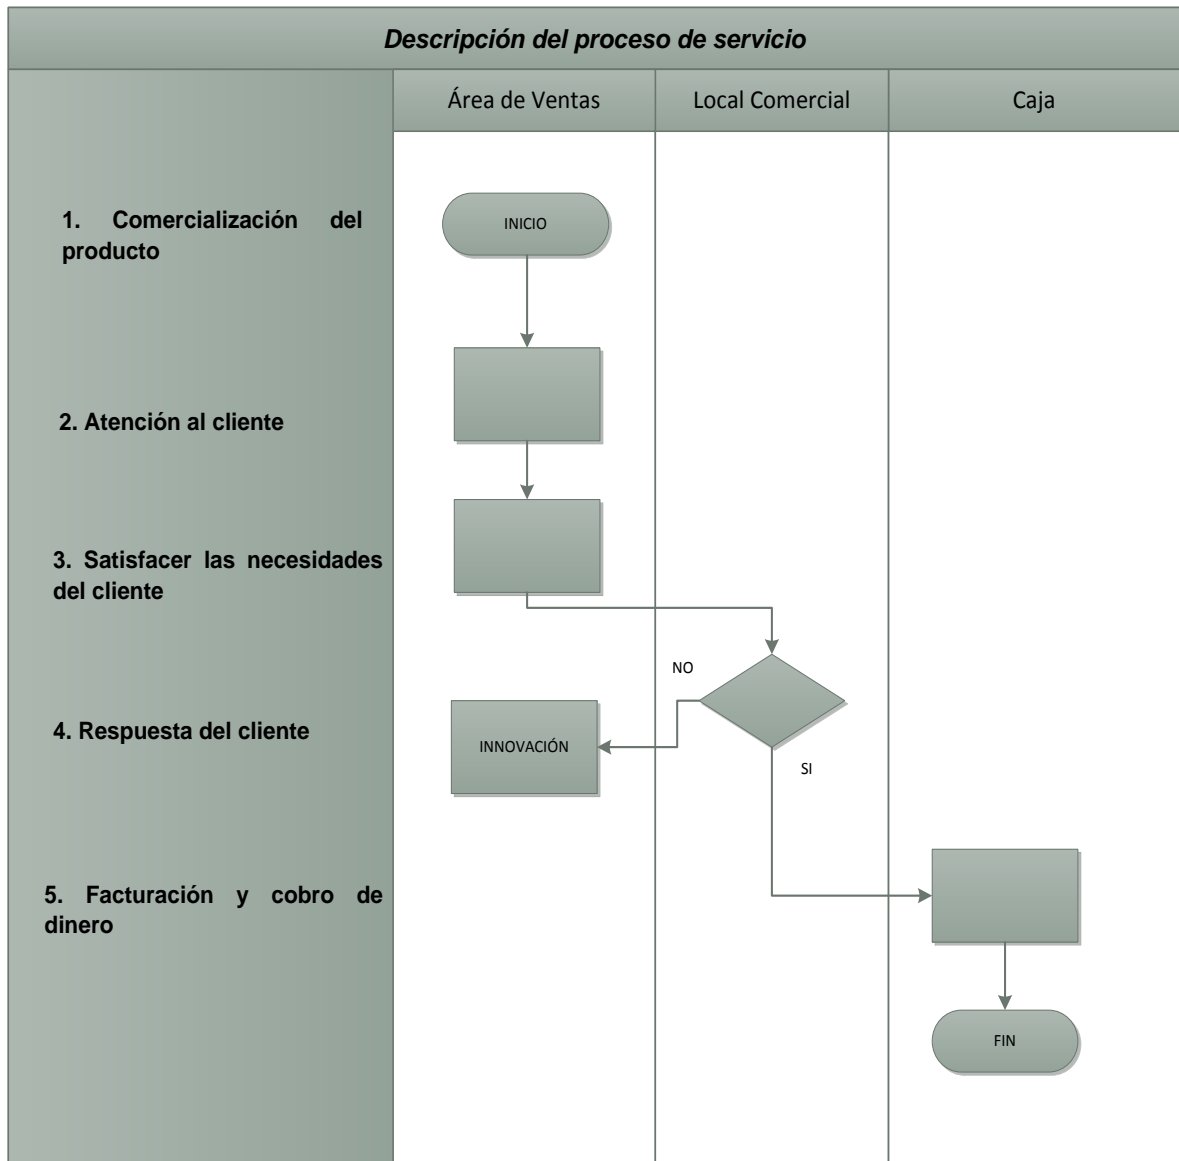 Descripción del proceso de servicio
Área de Ventas
Local Comercial
Caja
1. Comercialización del
producto
INICIO
2. Atención al cliente
3. Satisfacer las necesidades
del cliente
NO
4. Respuesta del cliente
INNOVACIÓN
SI
5. Facturación y cobro de
dinero
FIN